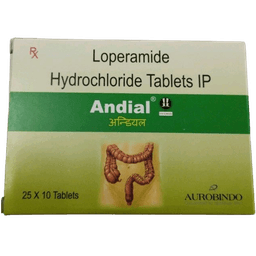 Rx
Loperamide
Hydrochloride Tablets IP
Andial®
अन्डियल
25 X 10 Tablets
AUROBINDO